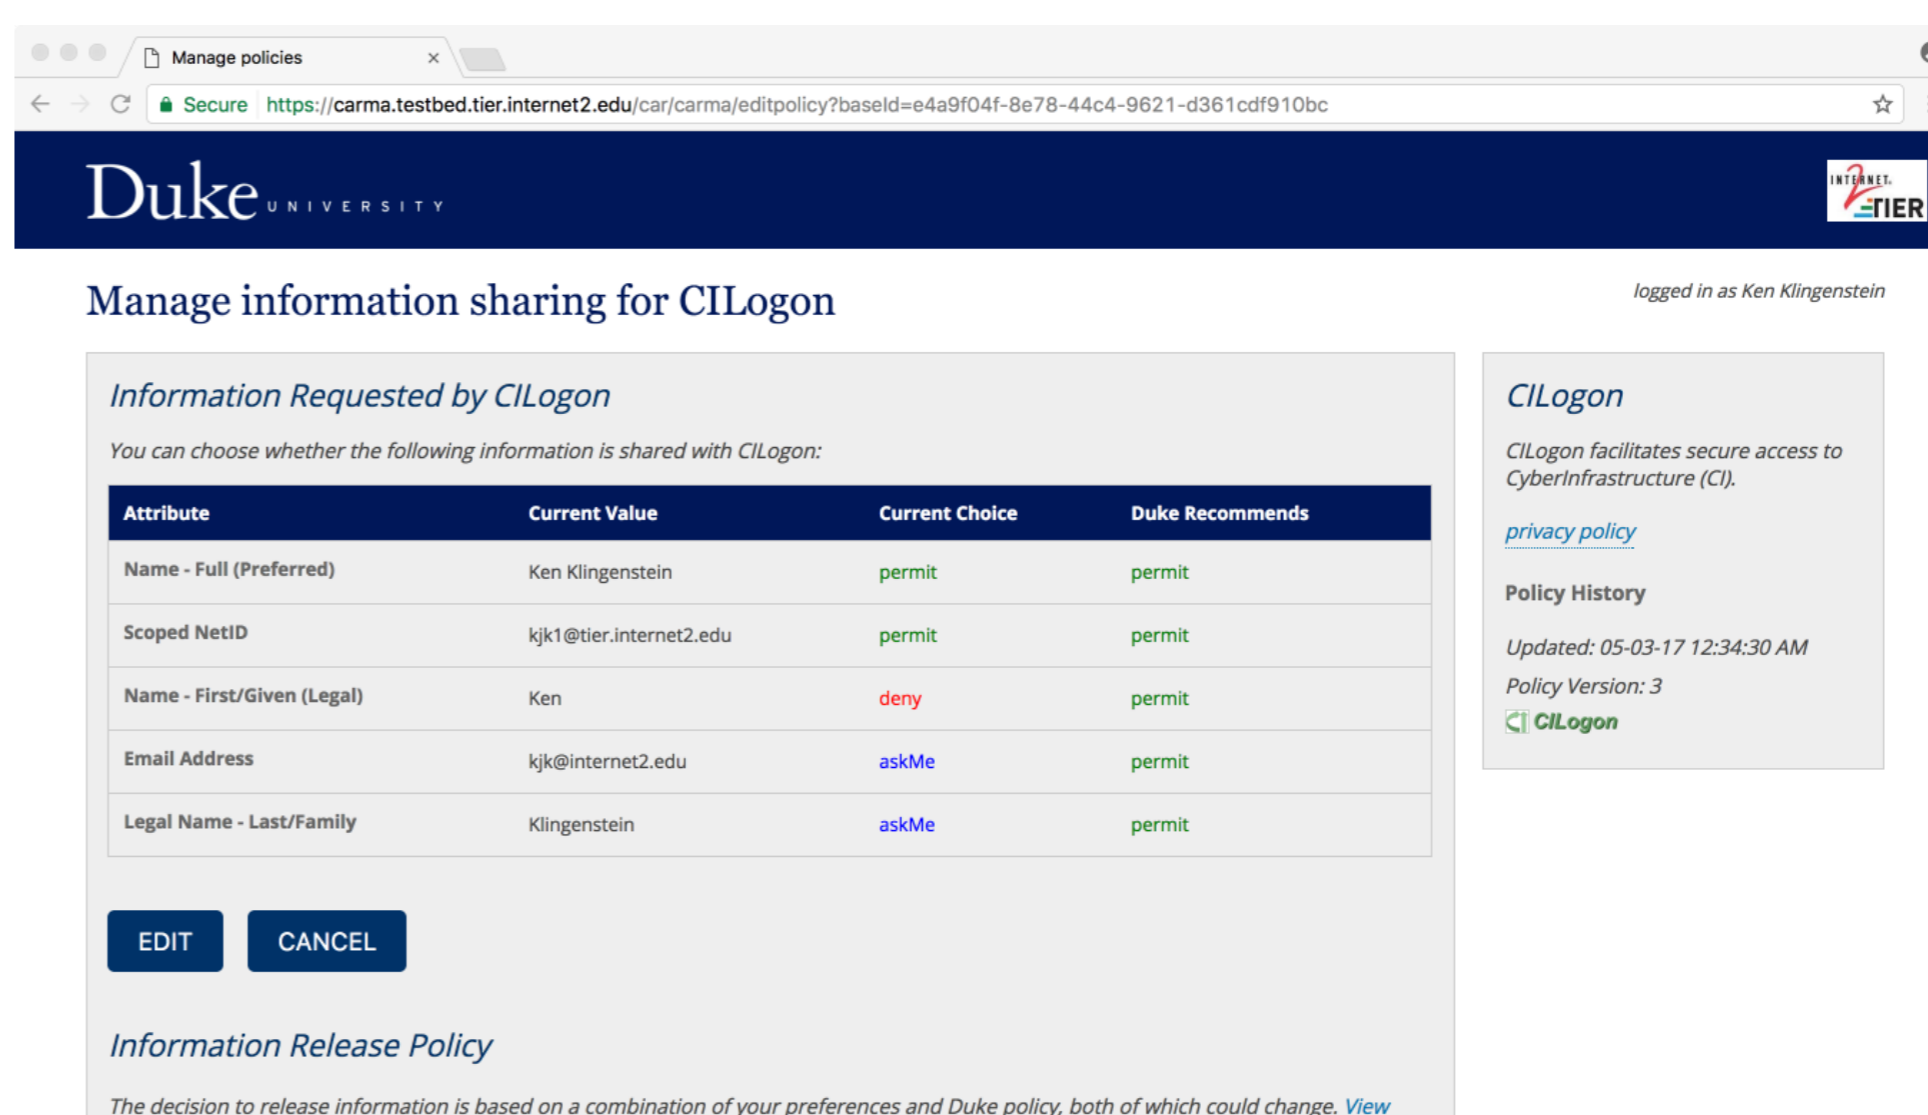 Manage policies
Secure https://carma.testbed.tier.internet2.edu/car/carma/editpolicy?baseId=e4a9f04f-8e78-44c4-9621-d361cdf910bc
Duke UNIVERSITY
INTERNET
2
TIER
Manage information sharing for CILogon
logged in as Ken Klingenstein
Information Requested by CILogon
You can choose whether the following information is shared with CILogon:
Attribute Current Value Current Choice Duke Recommends
Name - Full (Preferred) Ken Klingenstein permit permit
Scoped NetID kjk1@tier.internet2.edu permit permit
Name - First/Given (Legal) Ken deny permit
Email Address kjk@internet2.edu askMe permit
Legal Name - Last/Family Klingenstein askMe permit
EDIT CANCEL
Information Release Policy
The decision to release information is based on a combination of your preferences and Duke policy, both of which could change. View
CILogon
CILogon facilitates secure access to
CyberInfrastructure (CI).
privacy policy
Policy History
Updated: 05-03-17 12:34:30 AM
Policy Version: 3
CILogon